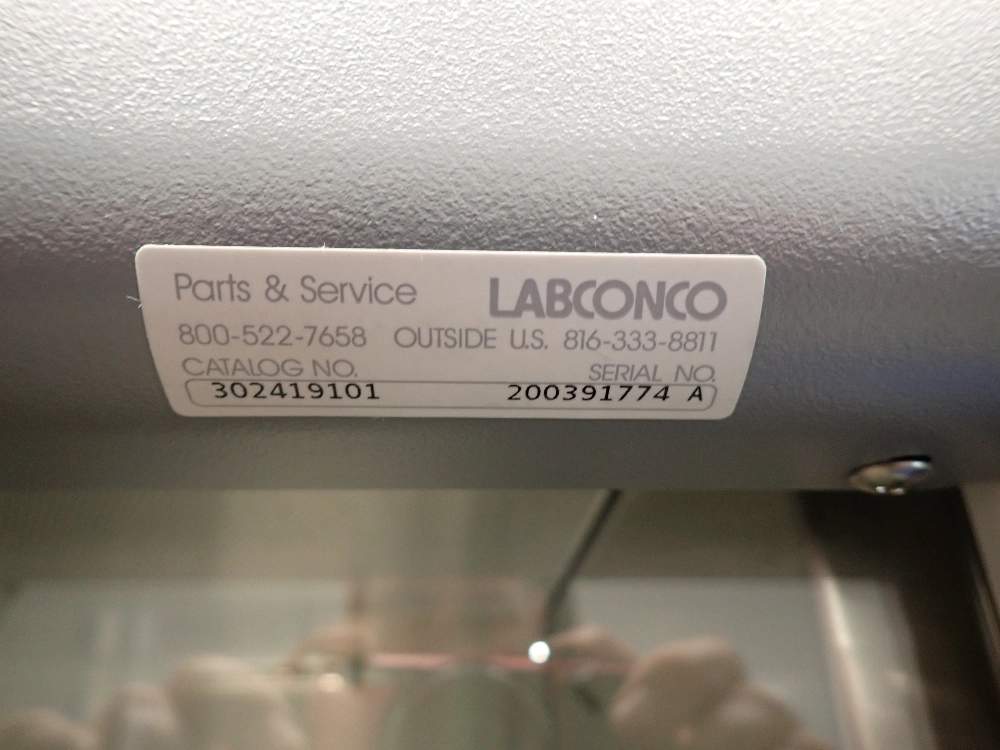 Parts & Service LABCONCO
800-522-7658 OUTSIDE U.S. 816-333-8811
CATALOG NO. SERIAL NO.
302419101 200391774 A